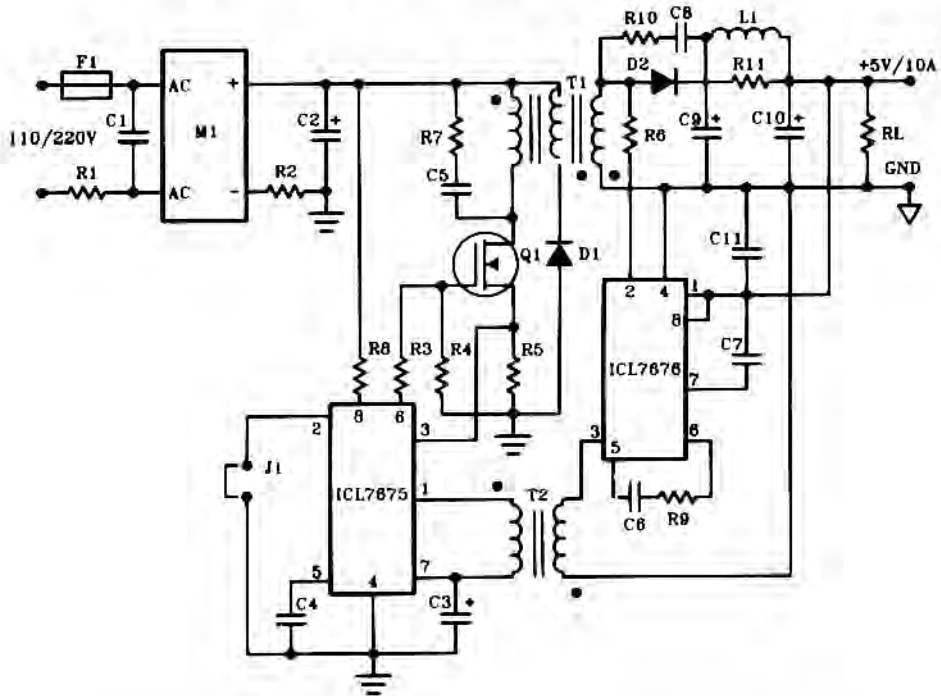 F1
110/220V
C1
R1
AC
+
M1
AC
-
R2
C2
+
R7
C5
T1
R10
C8
L1
D2
R11
+5V/10A
R6
C9
+
C10
+
RL
GND
Q1
D1
C11
2
4
1
8
C7
ICL7676
7
3
5
6
C6
R9
R8
R3
R4
R5
8
6
2
3
J1
ICL7675
1
T2
5
4
7
C4
C3
+